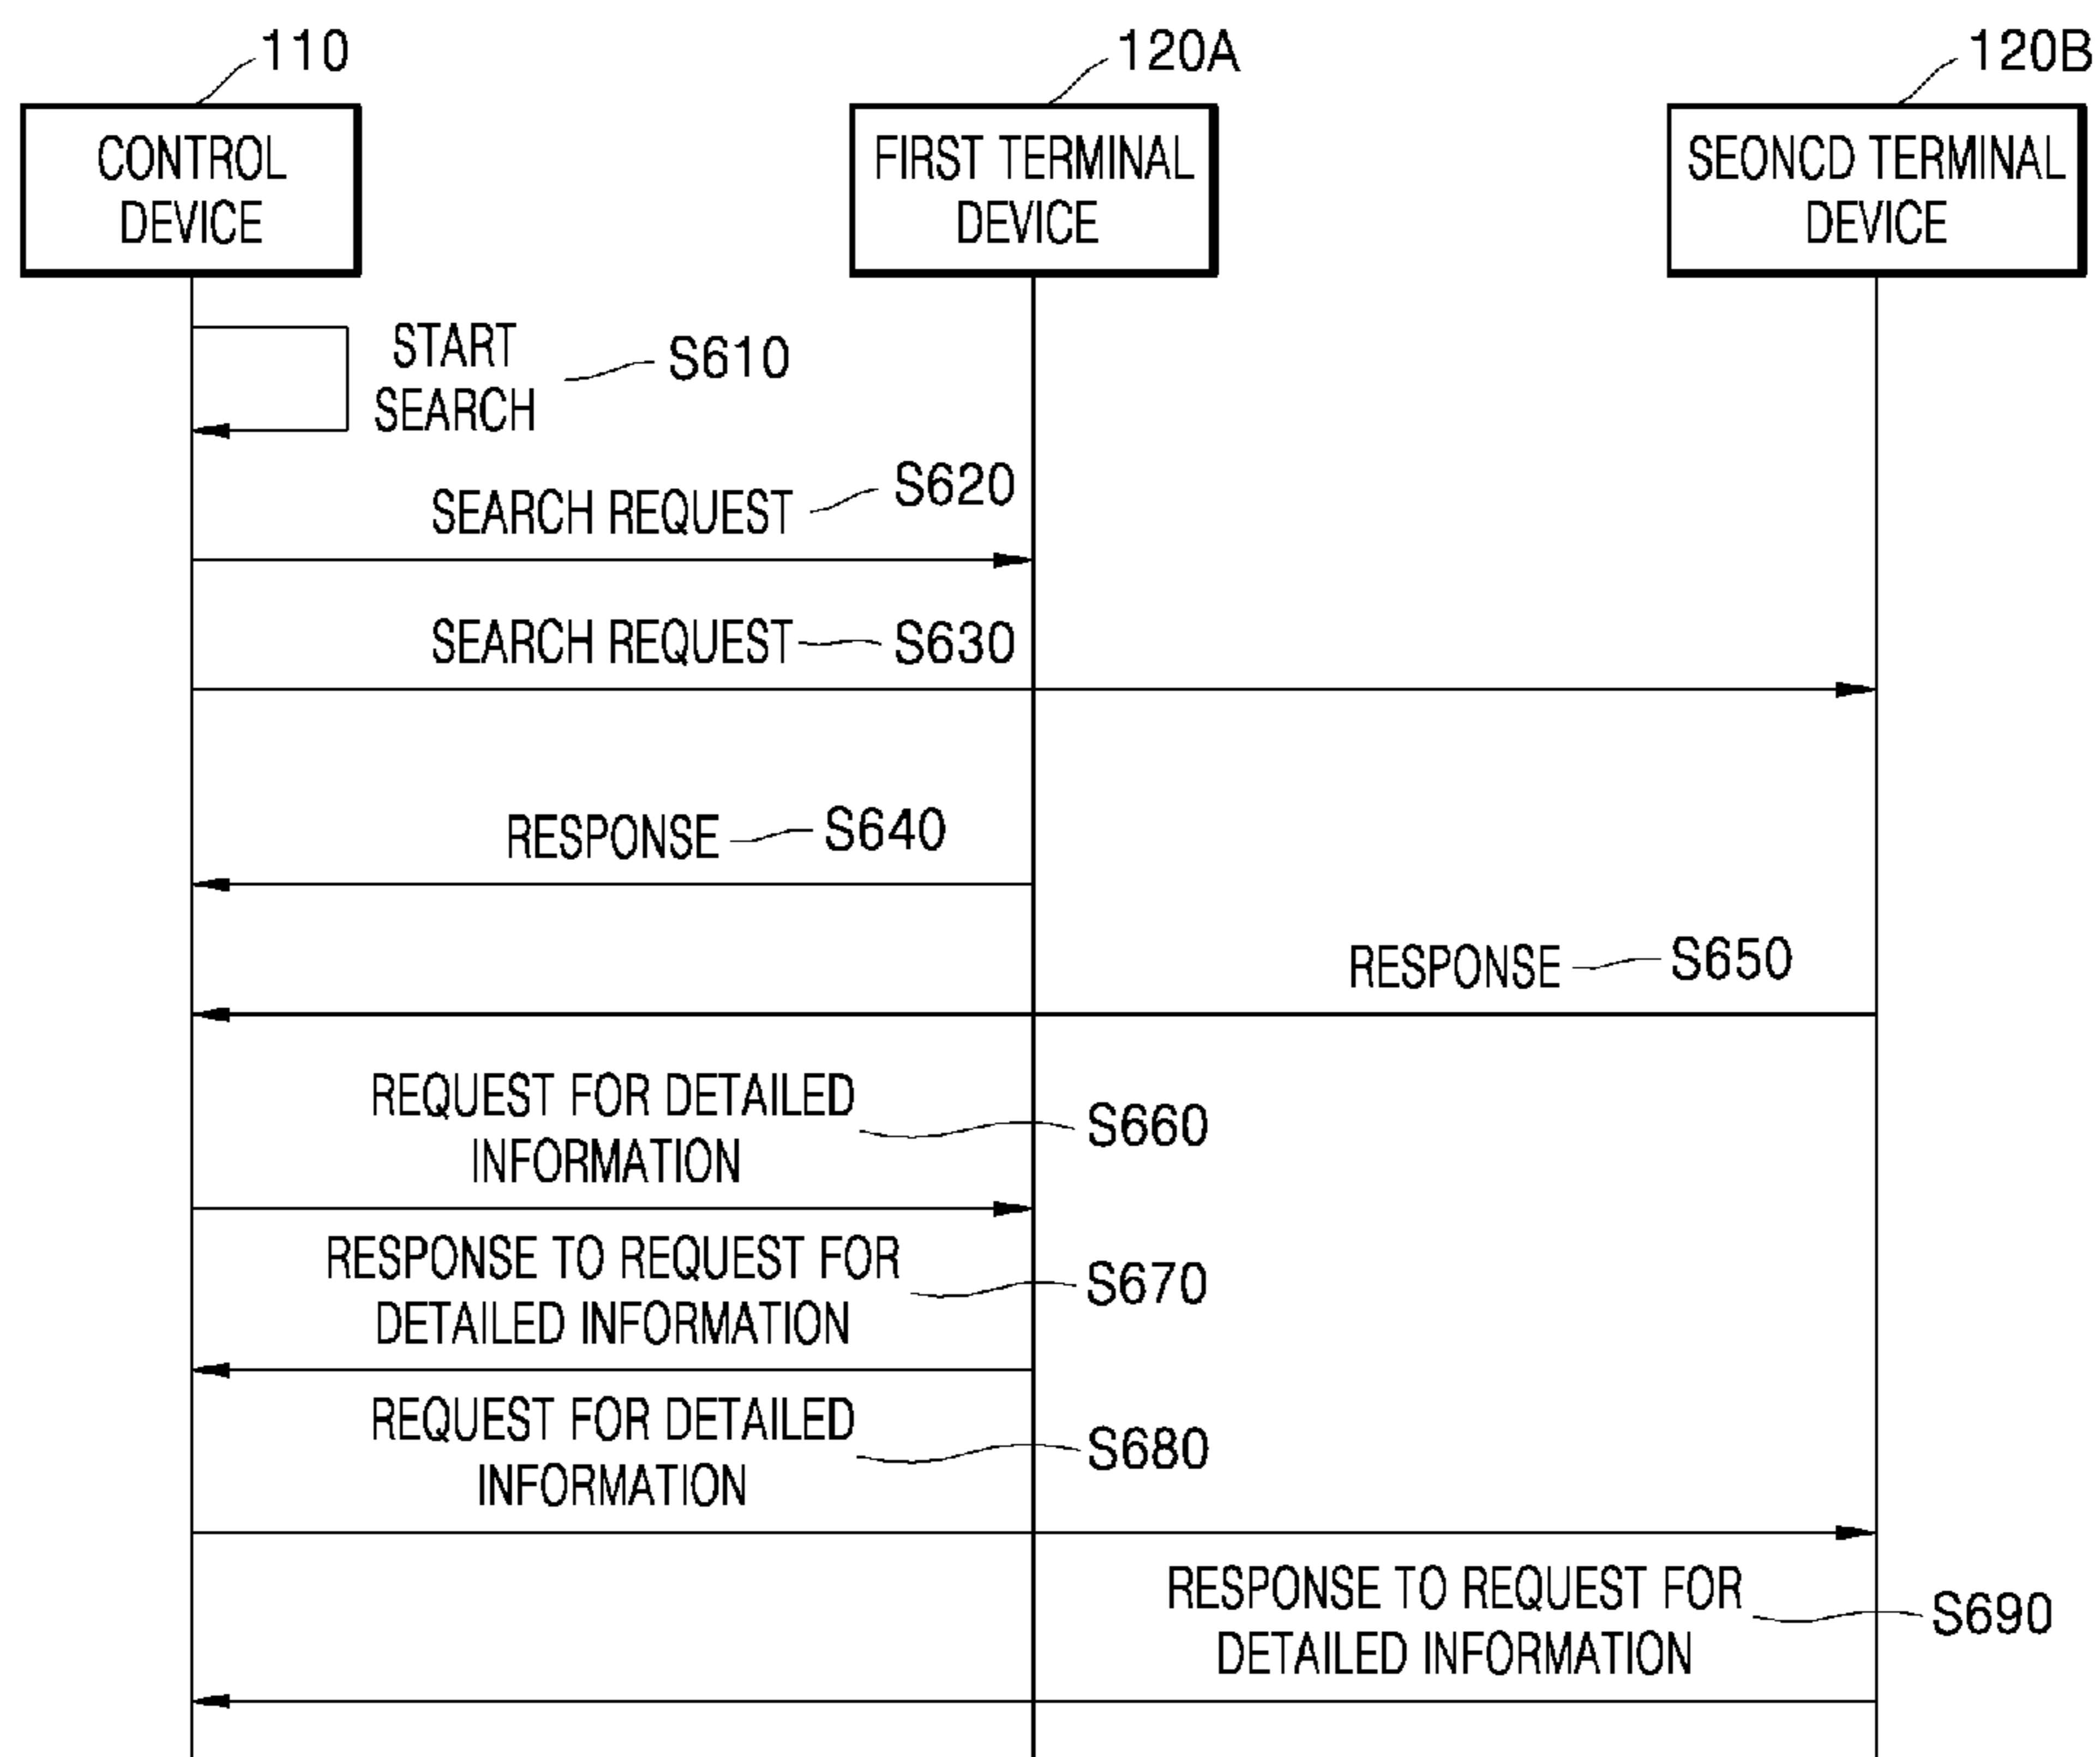 110
120A
120B
CONTROL
DEVICE
FIRST TERMINAL
DEVICE
SEONCD TERMINAL
DEVICE
START
SEARCH
S610
SEARCH REQUEST
S620
SEARCH REQUEST
S630
RESPONSE
S640
RESPONSE
S650
REQUEST FOR DETAILED
INFORMATION
S660
RESPONSE TO REQUEST FOR
DETAILED INFORMATION
S670
REQUEST FOR DETAILED
INFORMATION
S680
RESPONSE TO REQUEST FOR
DETAILED INFORMATION
S690